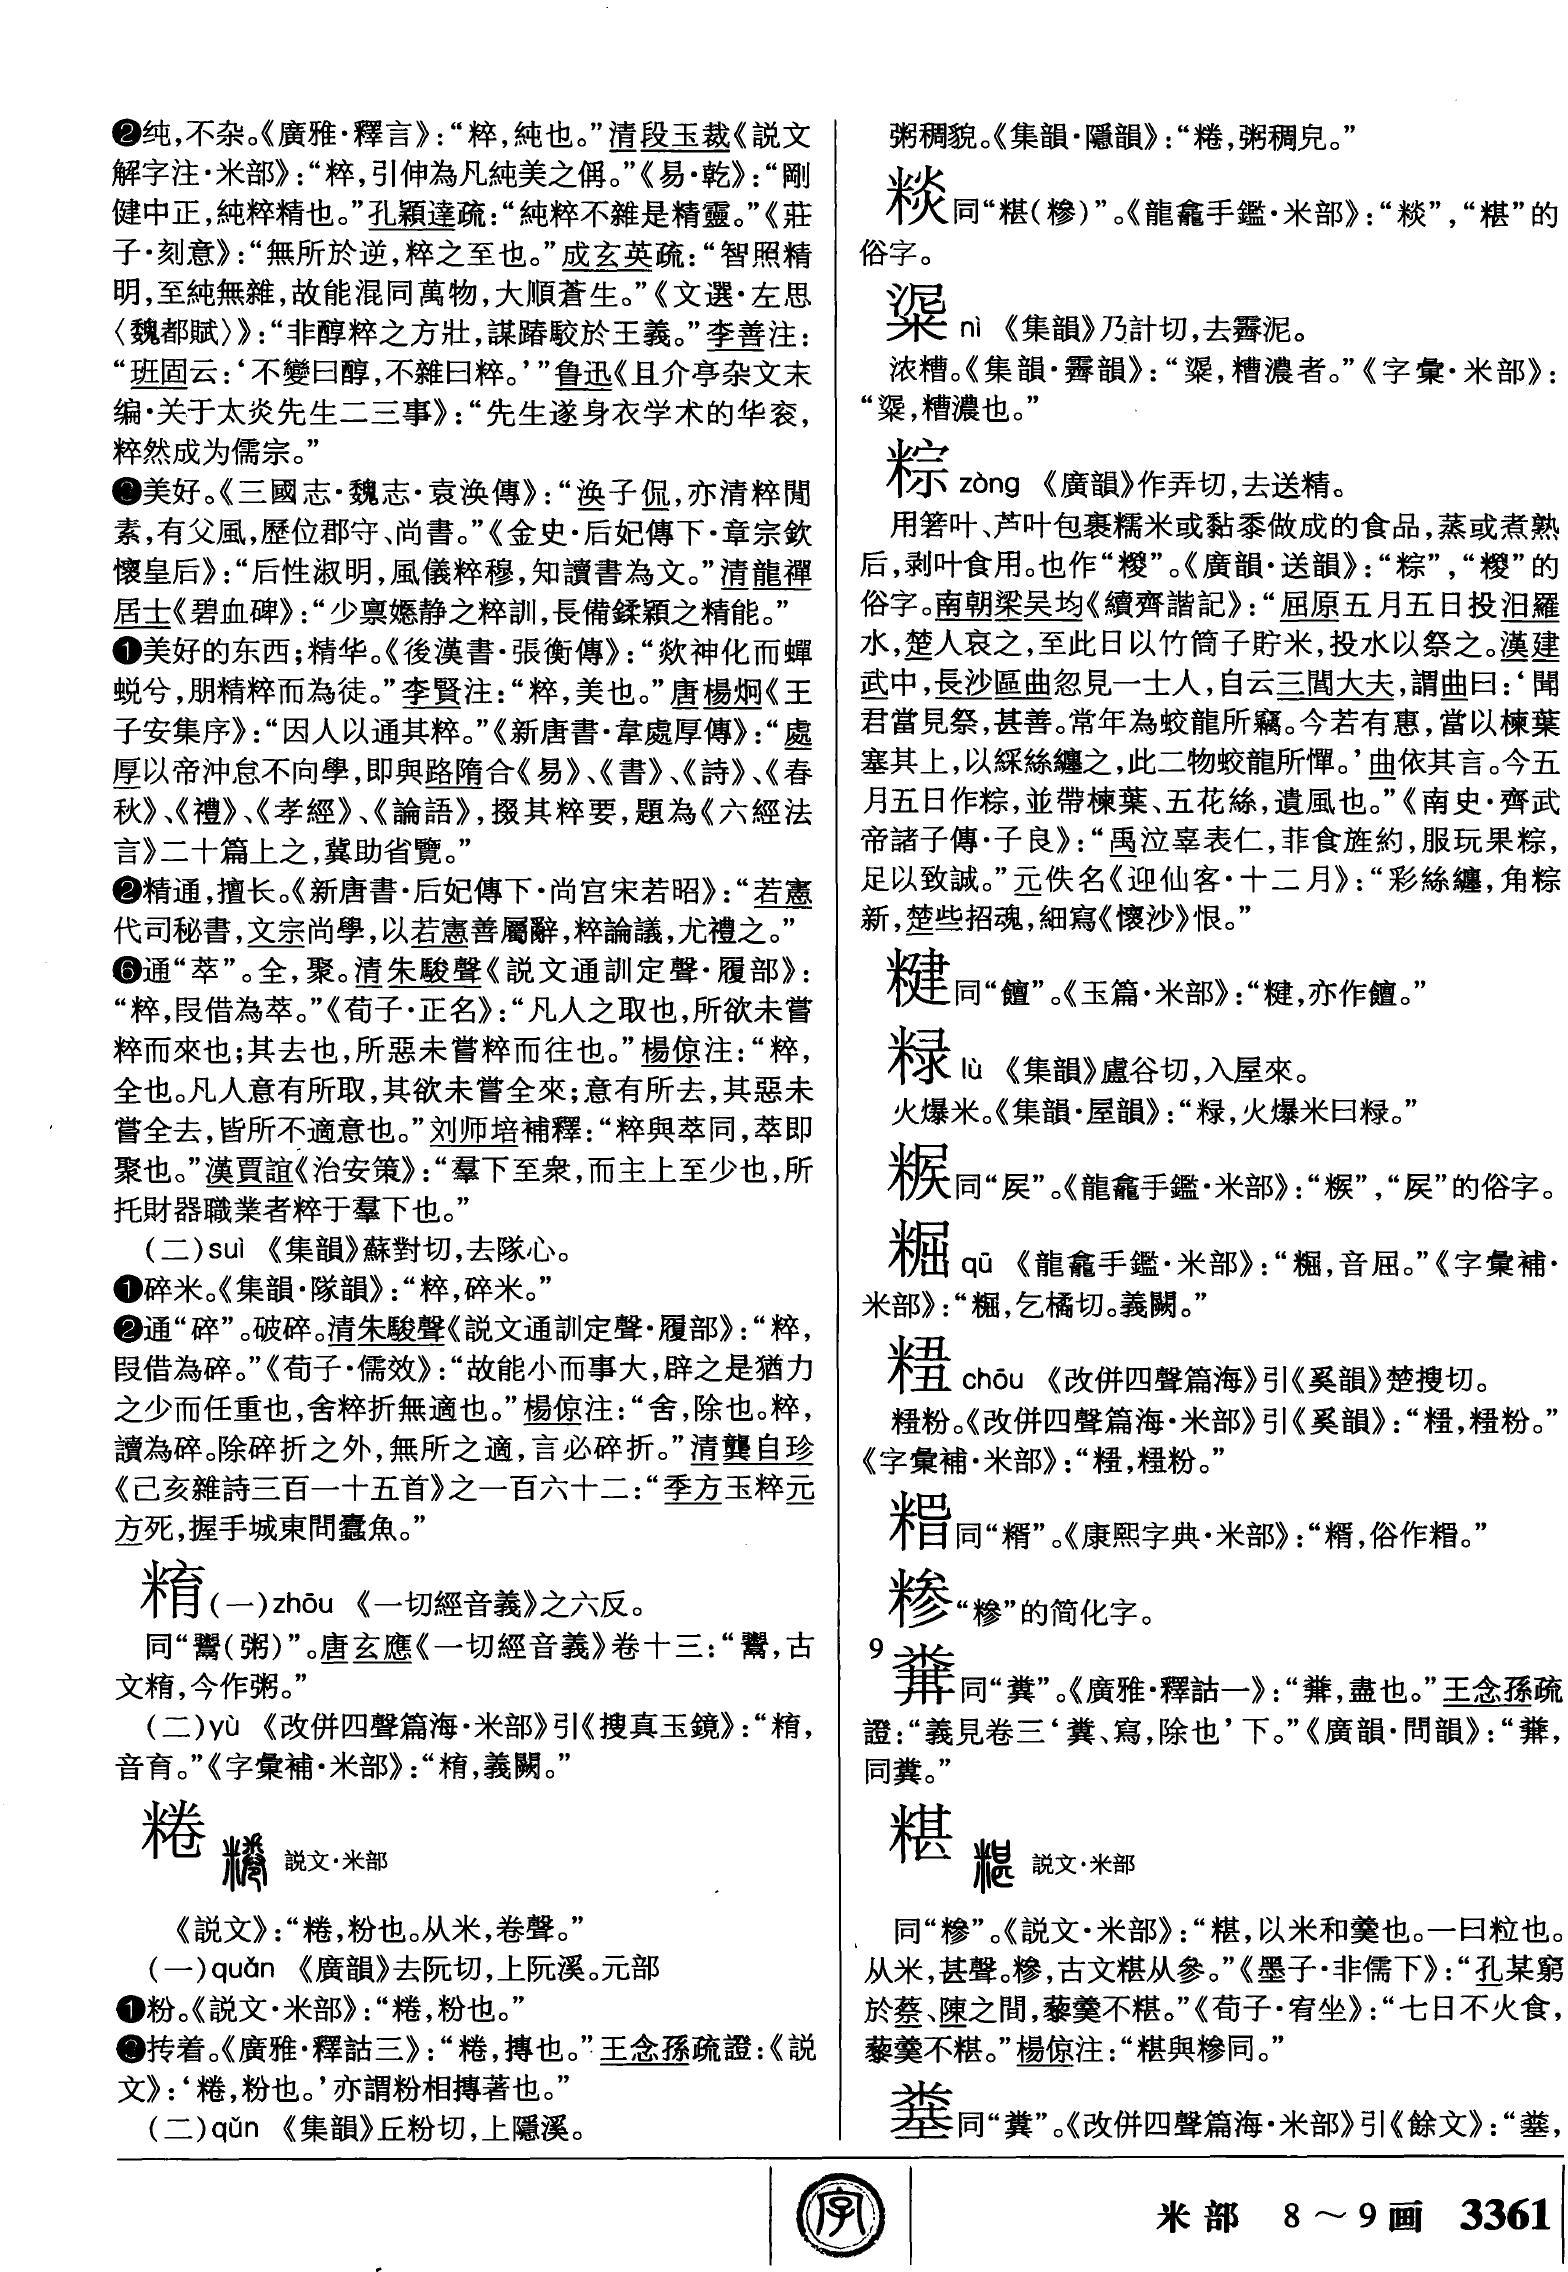 ❷纯,不杂。《廣雅·釋言》:“粹,純也。”清段玉裁《説文
解字注·米部》:“粹,引伸為凡純美之偁。”《易·乾》:“剛
健中正,純粹精也。”孔穎達疏:“純粹不雜是精靈。”《莊
子·刻意》:“無所於逆,粹之至也。”成玄英疏:“智照精
明,至純無雜,故能混同萬物,大順蒼生。”《文選·左思
〈魏都賦〉》:“非醇粹之方壯,謀踳駮於王義。”李善注:
“班固云:‘不變曰醇,不雜曰粹。’”鲁迅《且介亭杂文末
编·关于太炎先生二三事》:“先生遂身衣学术的华衮,
粹然成为儒宗。”
❸美好。《三國志·魏志·袁渙傳》:“渙子侃,亦清粹閒
素,有父風,歷位郡守、尚書。”《金史·后妃傳下·章宗欽
懷皇后》:“后性淑明,風儀粹穆,知讀書為文。”清龍禪
居士《碧血碑》:“少禀嫕静之粹訓,長備鍒穎之精能。”
❶美好的东西;精华。《後漢書·張衡傳》:“欻神化而蟬
蜕兮,朋精粹而為徒。”李賢注:“粹,美也。”唐楊炯《王
子安集序》:“因人以通其粹。”《新唐書·韋處厚傳》:“處
厚以帝沖怠不向學,即與路隋合《易》、《書》、《詩》、《春
秋》、《禮》、《孝經》、《論語》,掇其粹要,題為《六經法
言》二十篇上之,冀助省覽。”
❷精通,擅长。《新唐書·后妃傳下·尚宫宋若昭》:“若憲
代司秘書,文宗尚學,以若憲善屬辭,粹論議,尤禮之。”
❻通“萃”。全,聚。清朱駿聲《説文通訓定聲·履部》:
“粹,叚借為萃。”《荀子·正名》:“凡人之取也,所欲未嘗
粹而來也;其去也,所惡未嘗粹而往也。”楊倞注:“粹,
全也。凡人意有所取,其欲未嘗全來;意有所去,其惡未
嘗全去,皆所不適意也。”刘师培補釋:“粹與萃同,萃即
聚也。”漢賈誼《治安策》:“羣下至衆,而主上至少也,所
托財器職業者粹于羣下也。”
(二)suì 《集韻》蘇對切,去隊心。
❶碎米。《集韻·隊韻》:“粹,碎米。”
❷通“碎”。破碎。清朱駿聲《説文通訓定聲·履部》:“粹,
叚借為碎。”《荀子·儒效》:“故能小而事大,辟之是猶力
之少而任重也,舍粹折無適也。”楊倞注:“舍,除也。粹,
讀為碎。除碎折之外,無所之適,言必碎折。”清龔自珍
《己亥雜詩三百一十五首》之一百六十二:“季方玉粹元
方死,握手城東問蠹魚。”
䊔(一)zhōu 《一切經音義》之六反。
同“鬻(粥)”。唐玄應《一切經音義》卷十三:“鬻,古
文䊔,今作粥。”
(二)yù 《改併四聲篇海·米部》引《搜真玉鏡》:“䊔,
音育。”《字彙補·米部》:“䊔,義闕。”
粣 説文·米部
《説文》:“粣,粉也。从米,卷聲。”
(一)quǎn 《廣韻》去阮切,上阮溪。元部
❶粉。《説文·米部》:“䊎,粉也。”
❷抟着。《廣雅·釋詁三》:“䊎,摶也。”王念孫疏證:《説
文》:‘䊎,粉也。’亦謂粉相摶著也。”
(二)qǔn 《集韻》丘粉切,上隱溪。
粥稠貌。《集韻·隱韻》:“䊎,粥稠皃。”
䊏同“糂(糝)”。《龍龕手鑑·米部》:“䊏”,“糂”的
俗字。
nì 《集韻》乃計切,去霽泥。
浓糟。《集韻·霽韻》:“,糟濃者。”《字彙·米部》:
“,糟濃也。”
粽zòng 《廣韻》作弄切,去送精。
用箬叶、芦叶包裹糯米或黏黍做成的食品,蒸或煮熟
后,剥叶食用。也作“糉”。《廣韻·送韻》:“粽”,“糉”的
俗字。南朝梁吴均《續齊諧記》:“屈原五月五日投汨羅
水,楚人哀之,至此日以竹筒子貯米,投水以祭之。漢建
武中,長沙區曲忽見一士人,自云三閭大夫,謂曲曰:‘聞
君當見祭,甚善。常年為蛟龍所竊。今若有惠,當以楝葉
塞其上,以綵絲纏之,此二物蛟龍所憚。’曲依其言。今五
月五日作粽,並帶楝葉、五花絲,遺風也。”《南史·齊武
帝諸子傳·子良》:“禹泣辜表仁,菲食旌約,服玩果粽,
足以致誠。”元佚名《迎仙客·十二月》:“彩絲纏,角粽
新,楚些招魂,細寫《懷沙》恨。”
同“饘”。《玉篇·米部》:“,亦作饘。”
粶lù 《集韻》盧谷切,入屋來。
火爆米。《集韻·屋韻》:“粶,火爆米曰粶。”
同“㞋”。《龍龕手鑑·米部》:“”,“㞋”的俗字。
qū 《龍龕手鑑·米部》:“,音屈。”《字彙補·
米部》:“,乞橘切。義闕。”
chōu 《改併四聲篇海》引《奚韻》楚搜切。
粉。《改併四聲篇海·米部》引《奚韻》:“,粉。”
《字彙補·米部》:“,粉。”
同“糈”。《康熙字典·米部》:“糈,俗作。”
糁“糝”的简化字。
9
同“糞”。《廣雅·釋詁一》:“,盡也。”王念孫疏
證:“義見卷三‘糞、寫,除也’下。”《廣韻·問韻》:“,
同糞。”
糂 説文·米部
同“糝”。《説文·米部》:“糂,以米和羹也。一曰粒也。
从米,甚聲。糝,古文糂从參。”《墨子·非儒下》:“孔某窮
於蔡、陳之間,藜羹不糂。”《荀子·宥坐》:“七日不火食,
藜羹不糂。”楊倞注:“糂與糝同。”
同“糞”。《改併四聲篇海·米部》引《餘文》:“,
字
米部 8～9画 3361